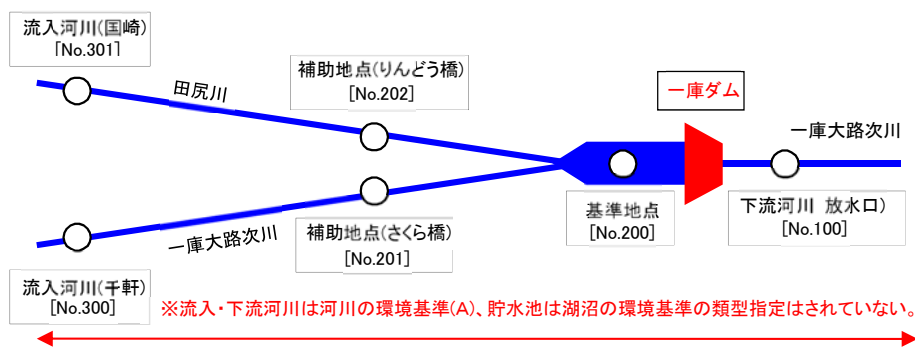 流入河川(国崎)
[No.301]
田尻川
補助地点(りんどう橋)
[No.202]
一庫ダム
一庫大路次川
基準地点
[No.200]
下流河川 放水口)
[No.100]
一庫大路次川
補助地点(さくら橋)
[No.201]
流入河川(千軒)
[No.300]
※流入・下流河川は河川の環境基準(A)、貯水池は湖沼の環境基準の類型指定はされていない。